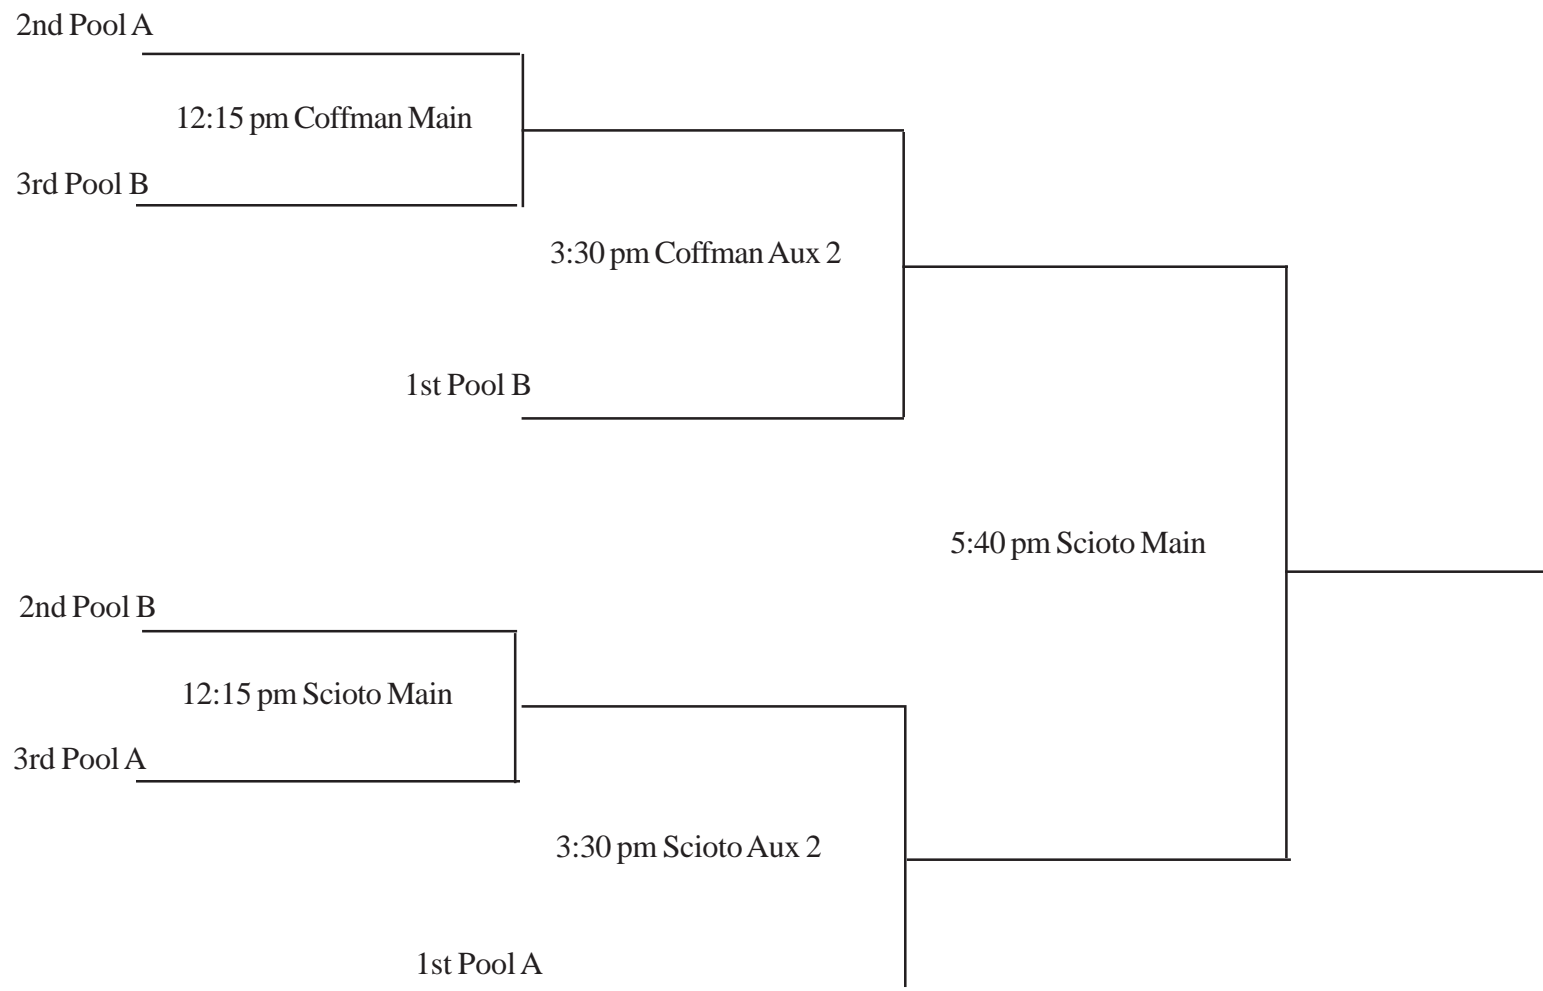 2nd Pool A
12:15 pm Coffman Main
3rd Pool B
3:30 pm Coffman Aux 2
1st Pool B
5:40 pm Scioto Main
2nd Pool B
12:15 pm Scioto Main
3rd Pool A
3:30 pm Scioto Aux 2
1st Pool A